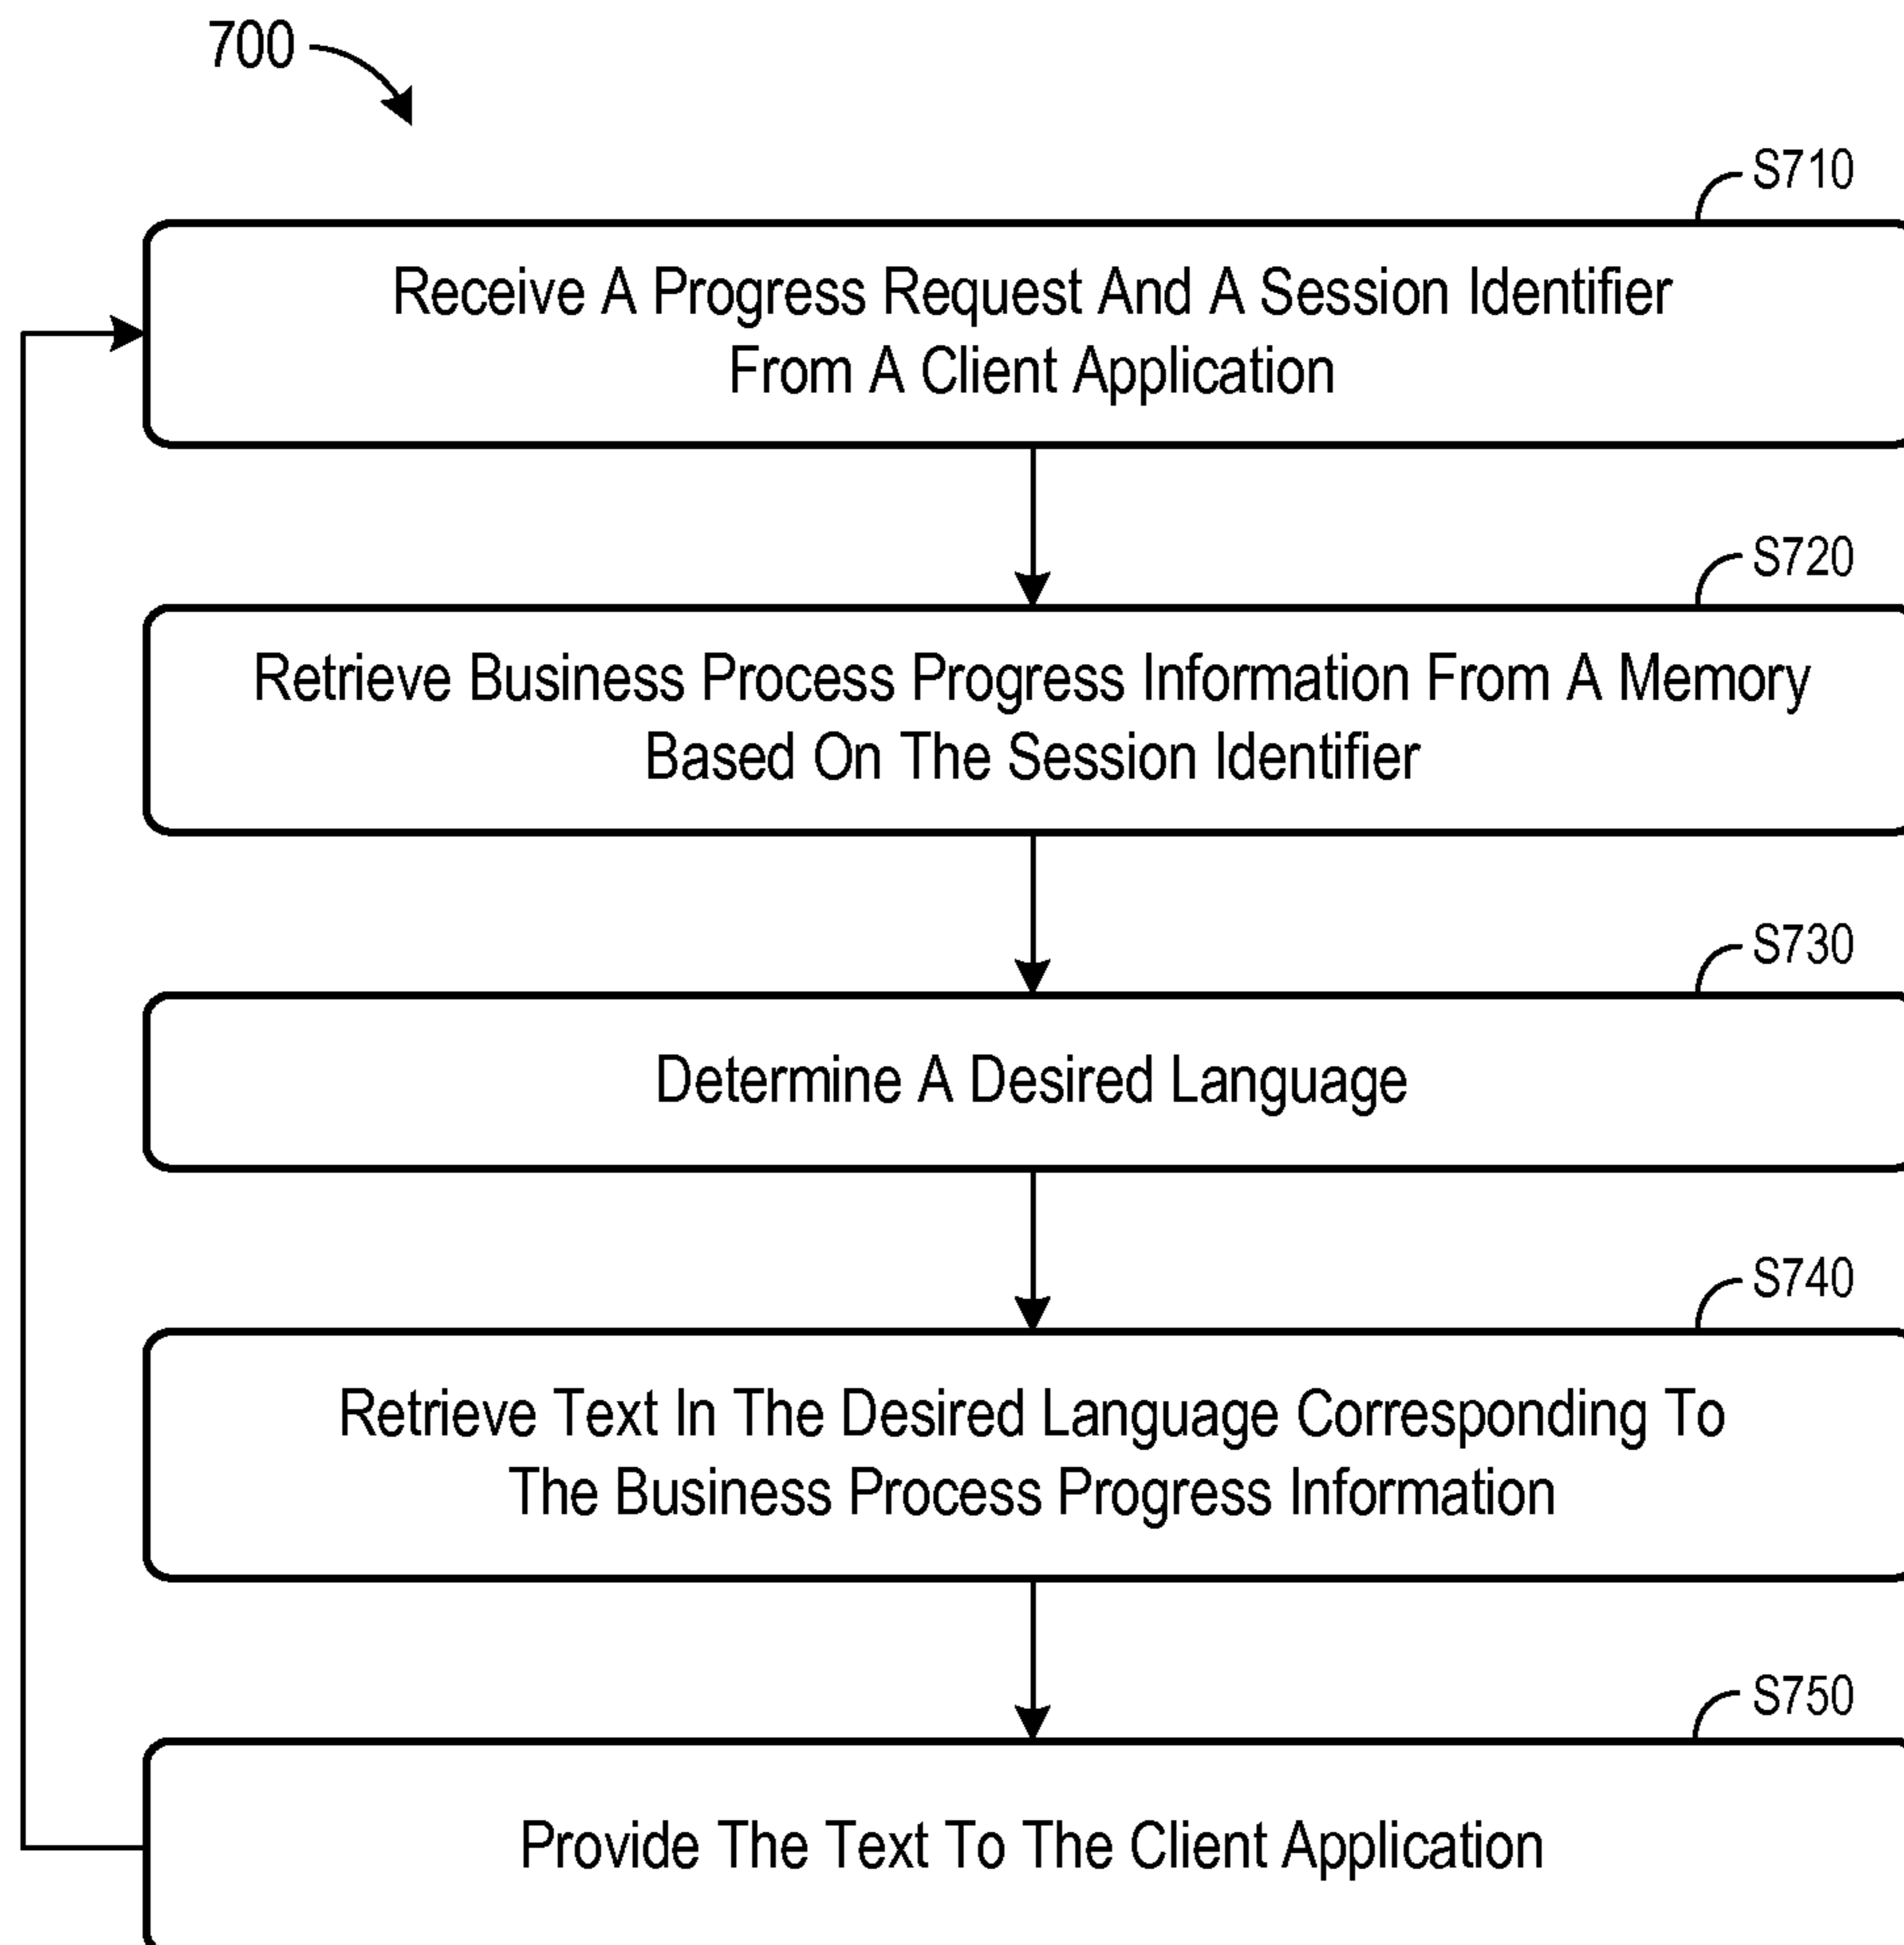 700
S710
Receive A Progress Request And A Session Identifier
From A Client Application
S720
Retrieve Business Process Progress Information From A Memory
Based On The Session Identifier
S730
Determine A Desired Language
S740
Retrieve Text In The Desired Language Corresponding To
The Business Process Progress Information
S750
Provide The Text To The Client Application